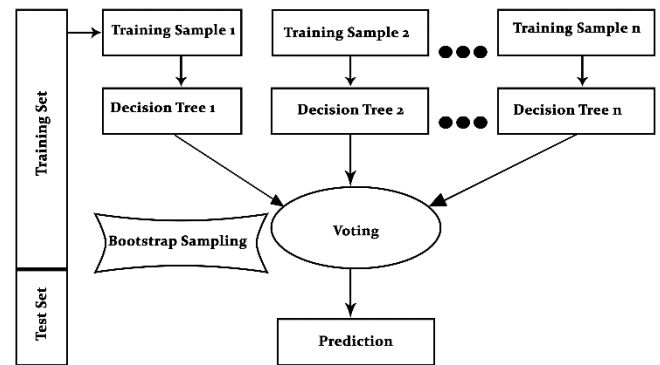 Training Sample 1
Training Sample 2
Training Sample n
Decision Tree 1
Decision Tree 2
Decision Tree n
Training Set
Bootstrap Sampling
Voting
Test Set
Prediction